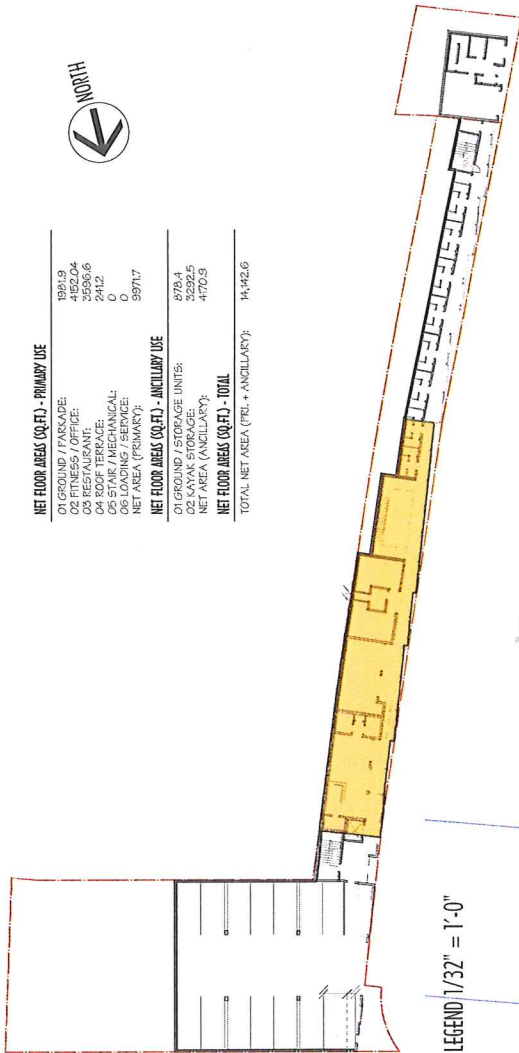 NORTH
NET FLOOR AREAS (SQ.FT.) - PRIMARY USE
01 GROUND / PARKADE: 1981.9
02 FITNESS / OFFICE: 4152.04
03 RESTAURANT: 3596.6
04 ROOF TERRACE: 241.2
05 STAIR / MECHANICAL: 0
06 LOADING / SERVICE: 0
NET AREA (PRIMARY): 9971.7
NET FLOOR AREAS (SQ.FT.) - ANCILLARY USE
01 GROUND / STORAGE UNITS: 878.4
02 KAYAK STORAGE: 3292.5
NET AREA (ANCILLARY): 4170.9
NET FLOOR AREAS (SQ.FT.) - TOTAL
TOTAL NET AREA (PRI. + ANCILLARY): 14,142.6
LEGEND 1/32" = 1'-0"